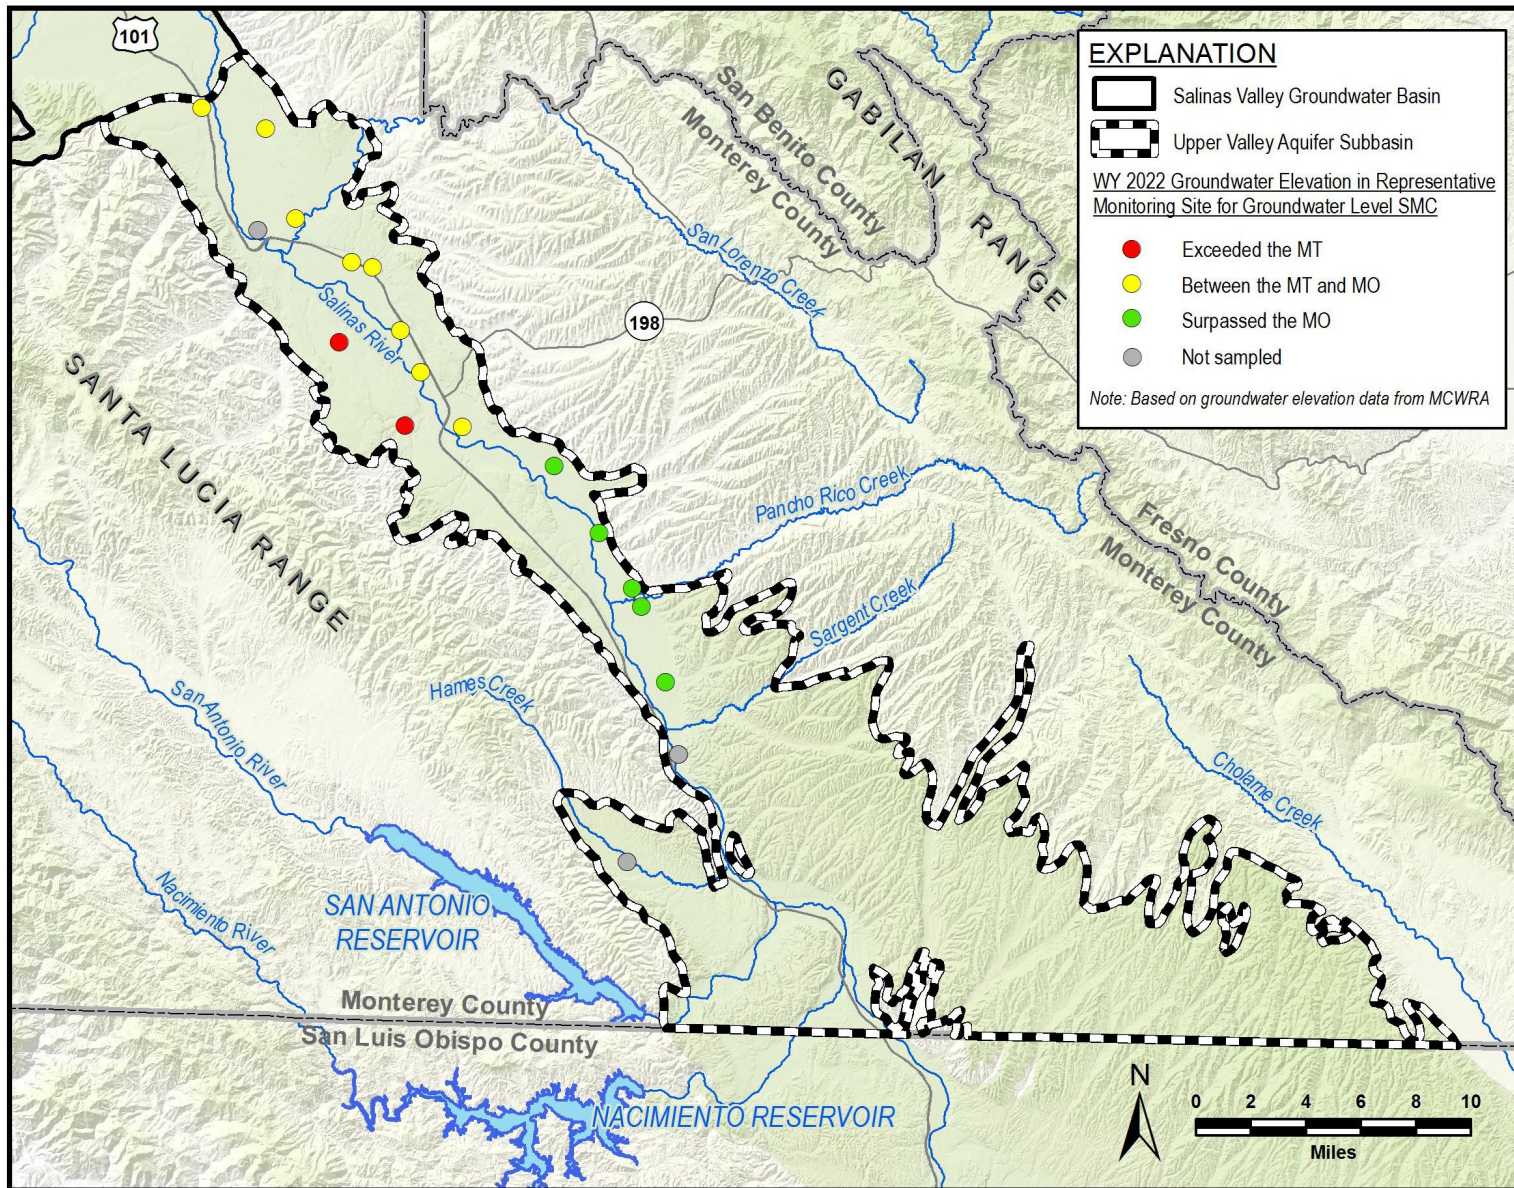 101
EXPLANATION
Salinas Valley Groundwater Basin
Upper Valley Aquifer Subbasin
WY 2022 Groundwater Elevation in Representative
Monitoring Site for Groundwater Level SMC
Exceeded the MT
Between the MT and MO
Surpassed the MO
Not sampled
Note: Based on groundwater elevation data from MCWRA
San Benito County
Monterey County
GABILAN
RANGE
San Lorenzo Creek
Salinas River
198
SANTA LUCIA RANGE
Pancho Rico Creek
Fresno County
Monterey County
Sargent Creek
Hames Creek
San Antonio River
Cholame Creek
Nacimiento River
SAN ANTONIO
RESERVOIR
Monterey County
San Luis Obispo County
NACIMIENTO RESERVOIR
N
0 2 4 6 8 10
Miles